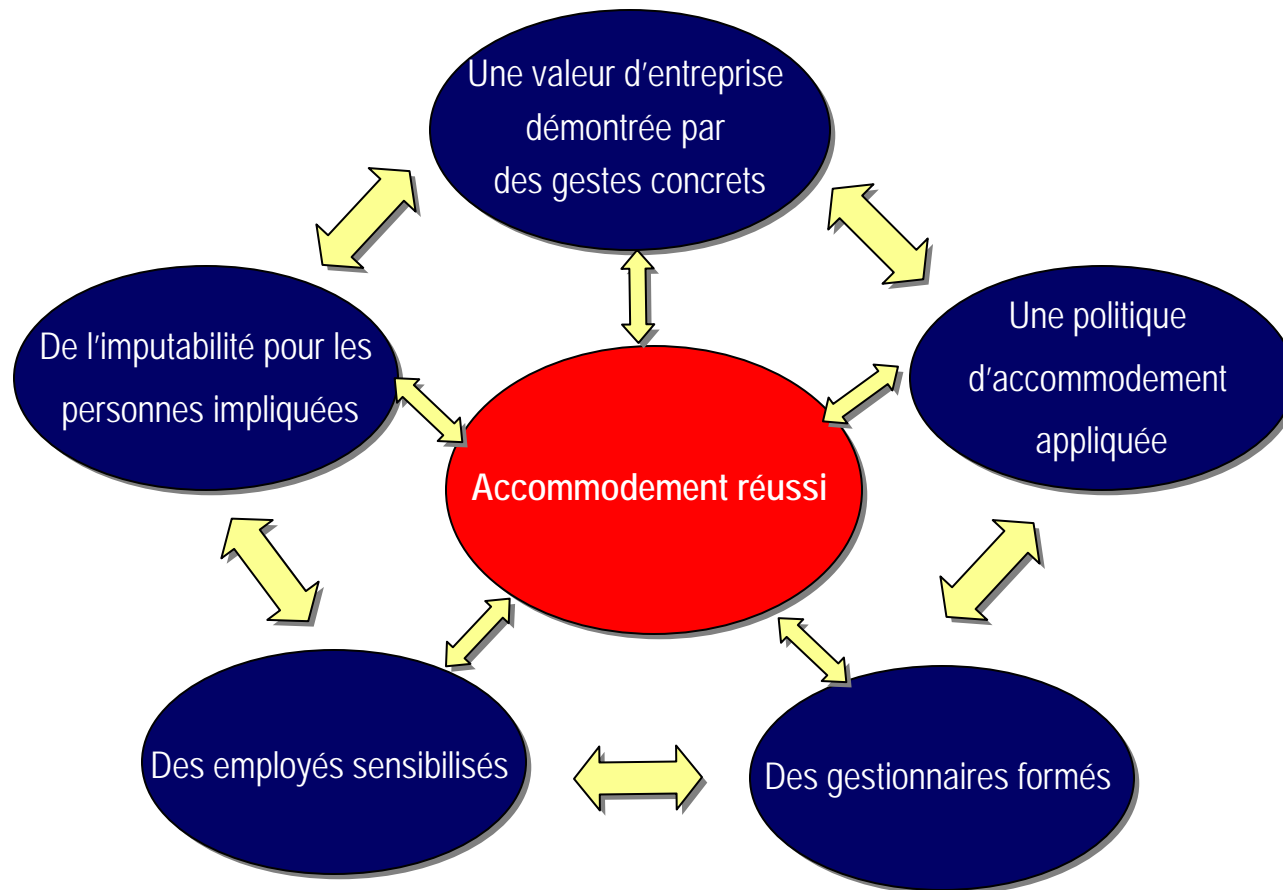 Une valeur d'entreprise
démontrée par
des gestes concrets
De l'imputabilité pour les
personnes impliquées
Une politique
d'accommodement
appliquée
Accommodement réussi
Des employés sensibilisés
Des gestionnaires formés